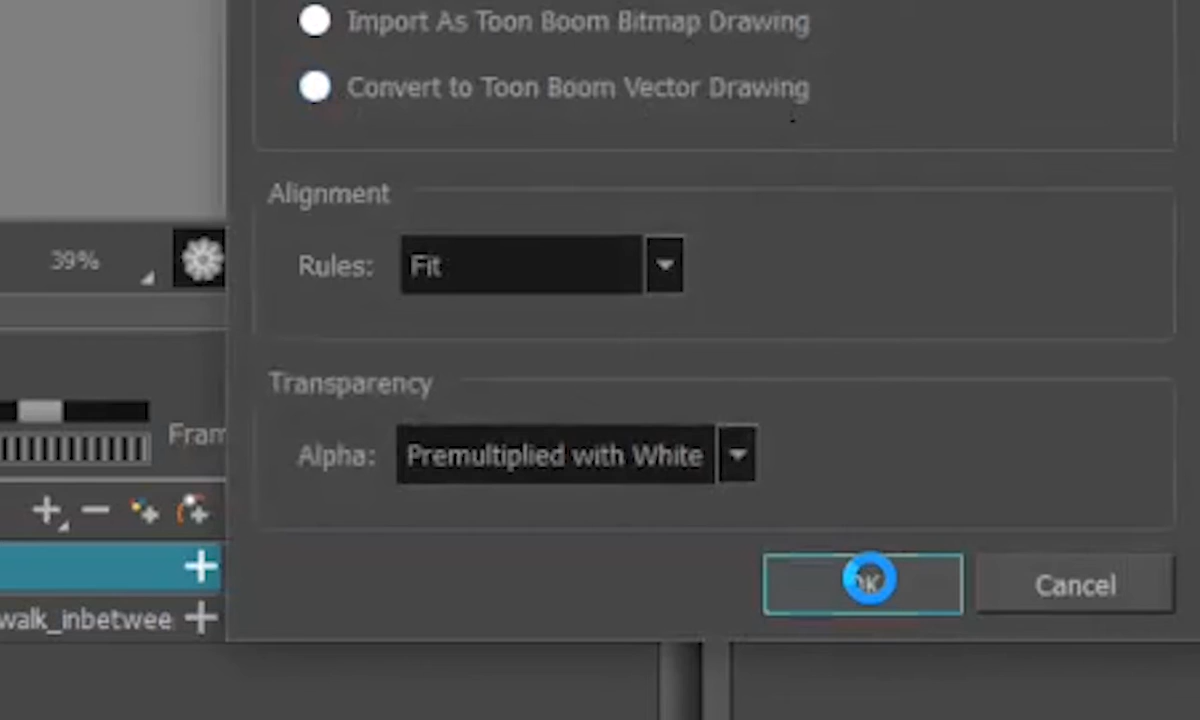 Import As Toon Boom Bitmap Drawing
Convert to Toon Boom Vector Drawing
Alignment
39%
Rules: Fit
Transparency
Fram
Alpha: Premultiplied with White
Cancel
walk_inbetwee